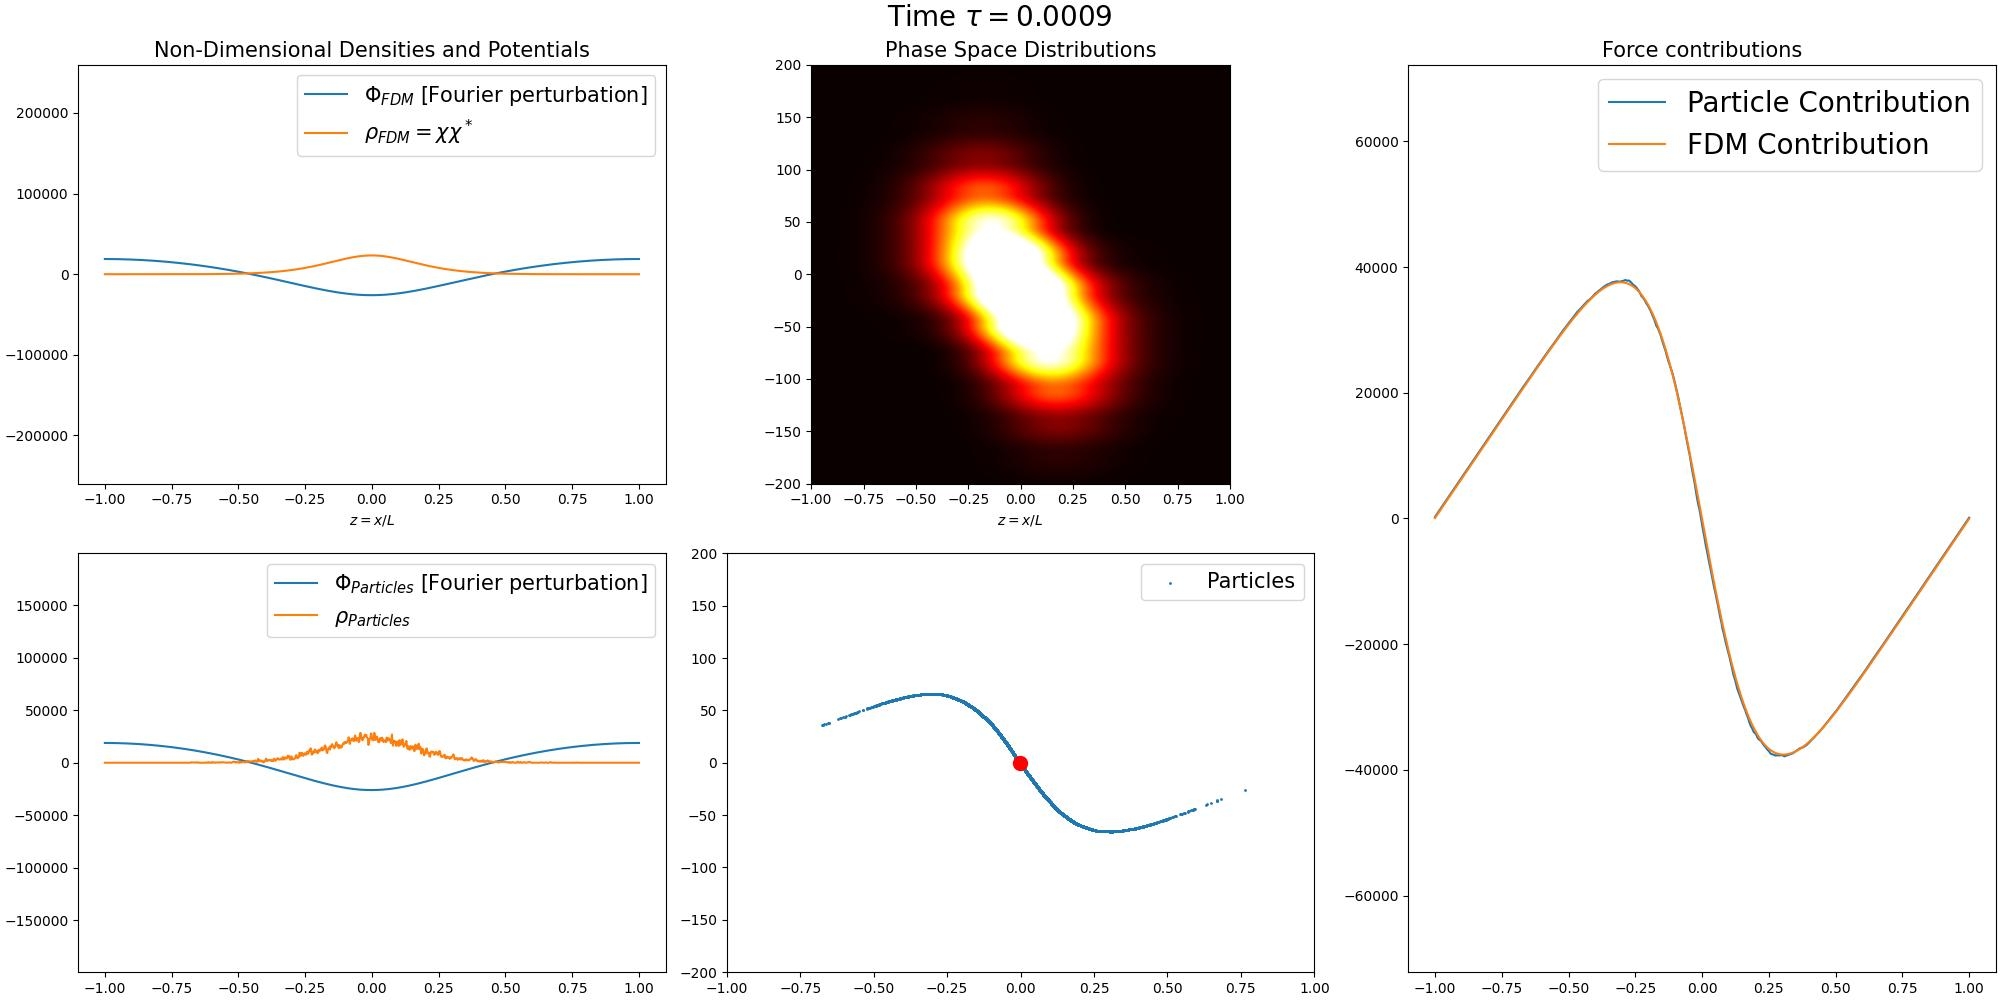 Time τ = 0.0009
Non-Dimensional Densities and Potentials
Φ_FDM [Fourier perturbation]
ρ_FDM = χχ*
200000
100000
0
−100000
−200000
−1.00 −0.75 −0.50 −0.25 0.00 0.25 0.50 0.75 1.00
z = x/L
Phase Space Distributions
200
150
100
50
0
−50
−100
−150
−200
−1.00 −0.75 −0.50 −0.25 0.00 0.25 0.50 0.75 1.00
z = x/L
Force contributions
Particle Contribution
FDM Contribution
60000
40000
20000
0
−20000
−40000
−60000
−1.00 −0.75 −0.50 −0.25 0.00 0.25 0.50 0.75 1.00
Φ_Particles [Fourier perturbation]
ρ_Particles
150000
100000
50000
0
−50000
−100000
−150000
−1.00 −0.75 −0.50 −0.25 0.00 0.25 0.50 0.75 1.00
Particles
200
150
100
50
0
−50
−100
−150
−200
−1.00 −0.75 −0.50 −0.25 0.00 0.25 0.50 0.75 1.00